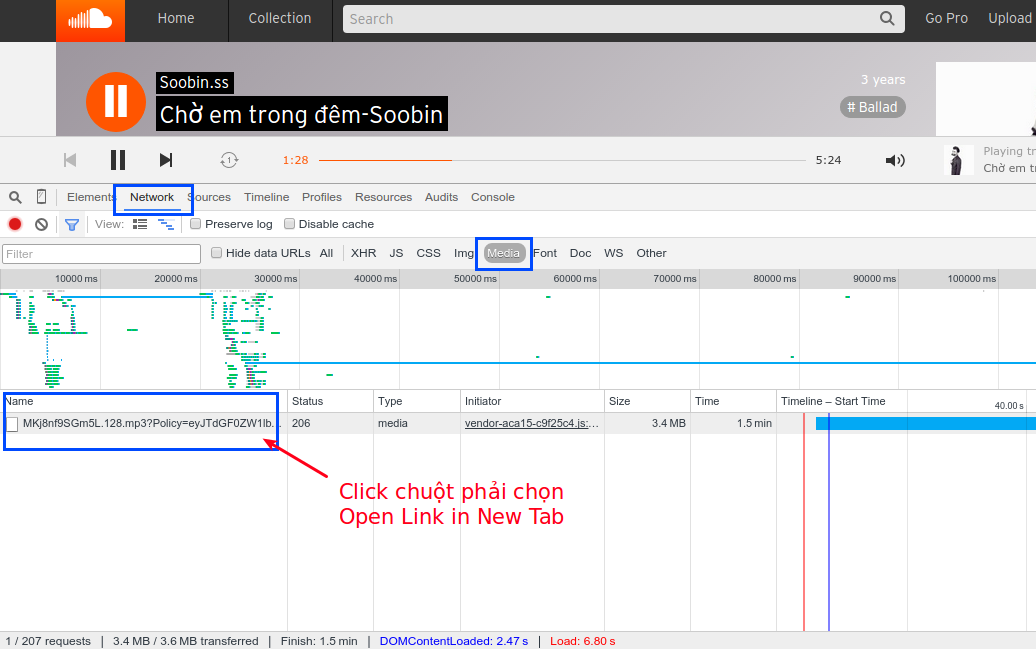 Home Collection Search Go Pro Upload
Soobin.ss 3 years
Chờ em trong đêm-Soobin # Ballad
1:28 5:24 Playing tr
Chờ em tr
Elements Network Sources Timeline Profiles Resources Audits Console
View: Preserve log Disable cache
Filter Hide data URLs All XHR JS CSS Img Media Font Doc WS Other
10000 ms 20000 ms 30000 ms 40000 ms 50000 ms 60000 ms 70000 ms 80000 ms 90000 ms 100000 ms
Name Status Type Initiator Size Time Timeline – Start Time 40.00 s
MKj8nf9SGm5L.128.mp3?Policy=eyJTdGF0ZW1lb... 206 media vendor-aca15-c9f25c4.js:... 3.4 MB 1.5 min
Click chuột phải chọn
Open Link in New Tab
1 / 207 requests | 3.4 MB / 3.6 MB transferred | Finish: 1.5 min | DOMContentLoaded: 2.47 s | Load: 6.80 s